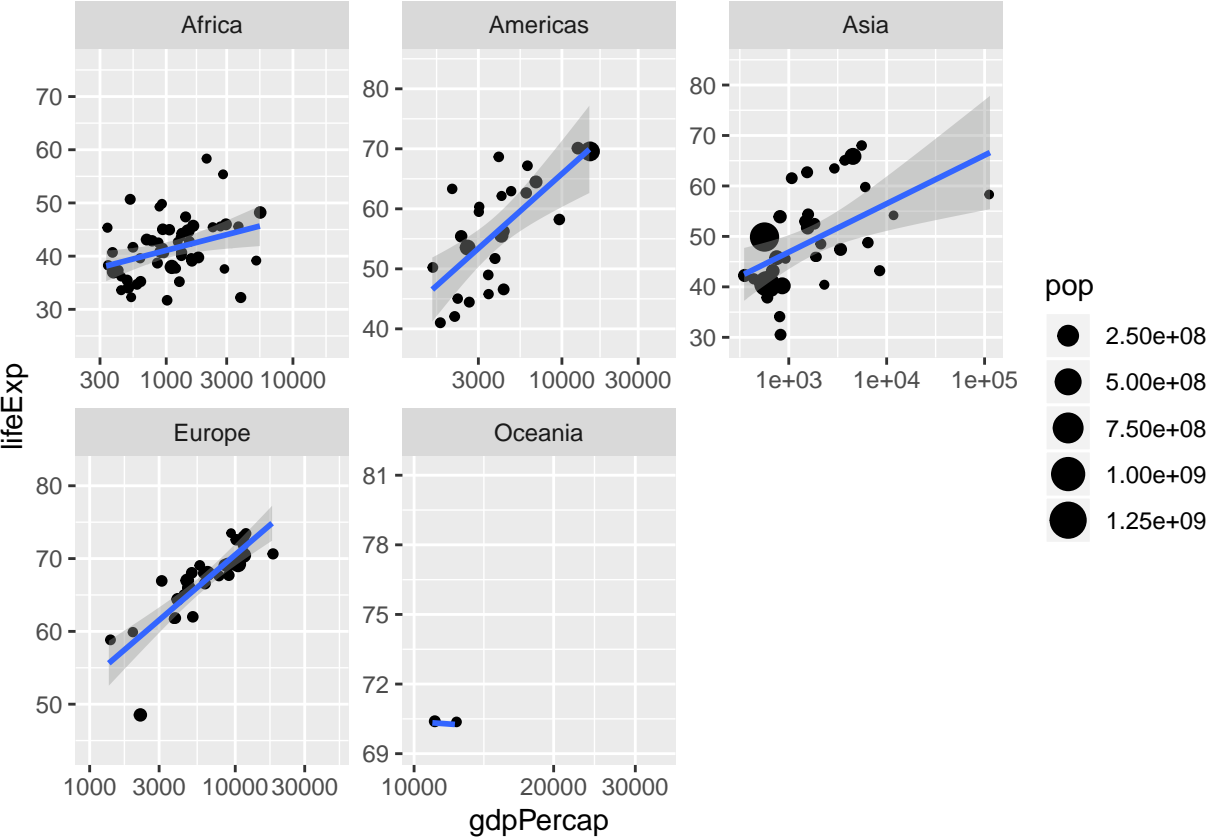 Africa Americas Asia
70
60
50
40
30
80
70
60
50
40
80
70
60
50
40
30
300 1000 3000 10000
3000 10000 30000
1e+03 1e+04 1e+05
lifeExp
Europe Oceania
80
70
60
50
81
78
75
72
69
1000 3000 10000 30000
10000 20000 30000
gdpPercap
pop
2.50e+08
5.00e+08
7.50e+08
1.00e+09
1.25e+09